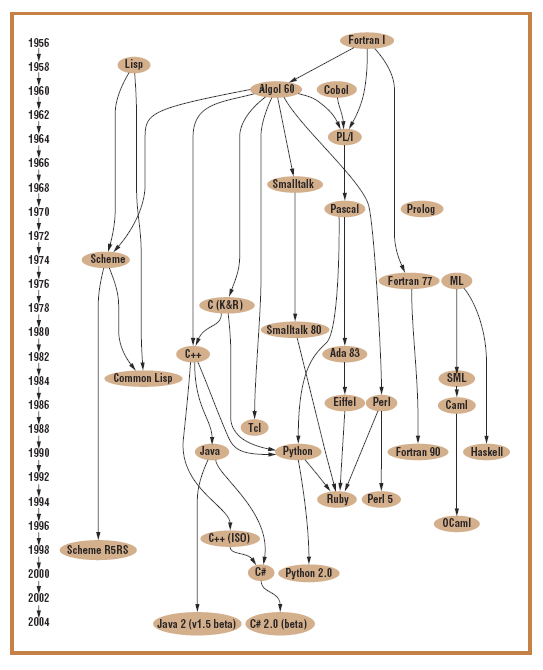 1956
Fortran I
1958
Lisp
1960
Algol 60
Cobol
1962
1964
PL/I
1966
1968
Smalltalk
1970
Pascal
Prolog
1972
1974
Scheme
1976
Fortran 77
ML
1978
C (K&R)
1980
Smalltalk 80
1982
C++
Ada 83
1984
Common Lisp
SML
1986
Eiffel
Perl
Caml
1988
Tcl
1990
Java
Python
Fortran 90
Haskell
1992
1994
Ruby
Perl 5
1996
OCaml
C++ (ISO)
1998
Scheme R5RS
2000
C#
Python 2.0
2002
2004
Java 2 (v1.5 beta)
C# 2.0 (beta)